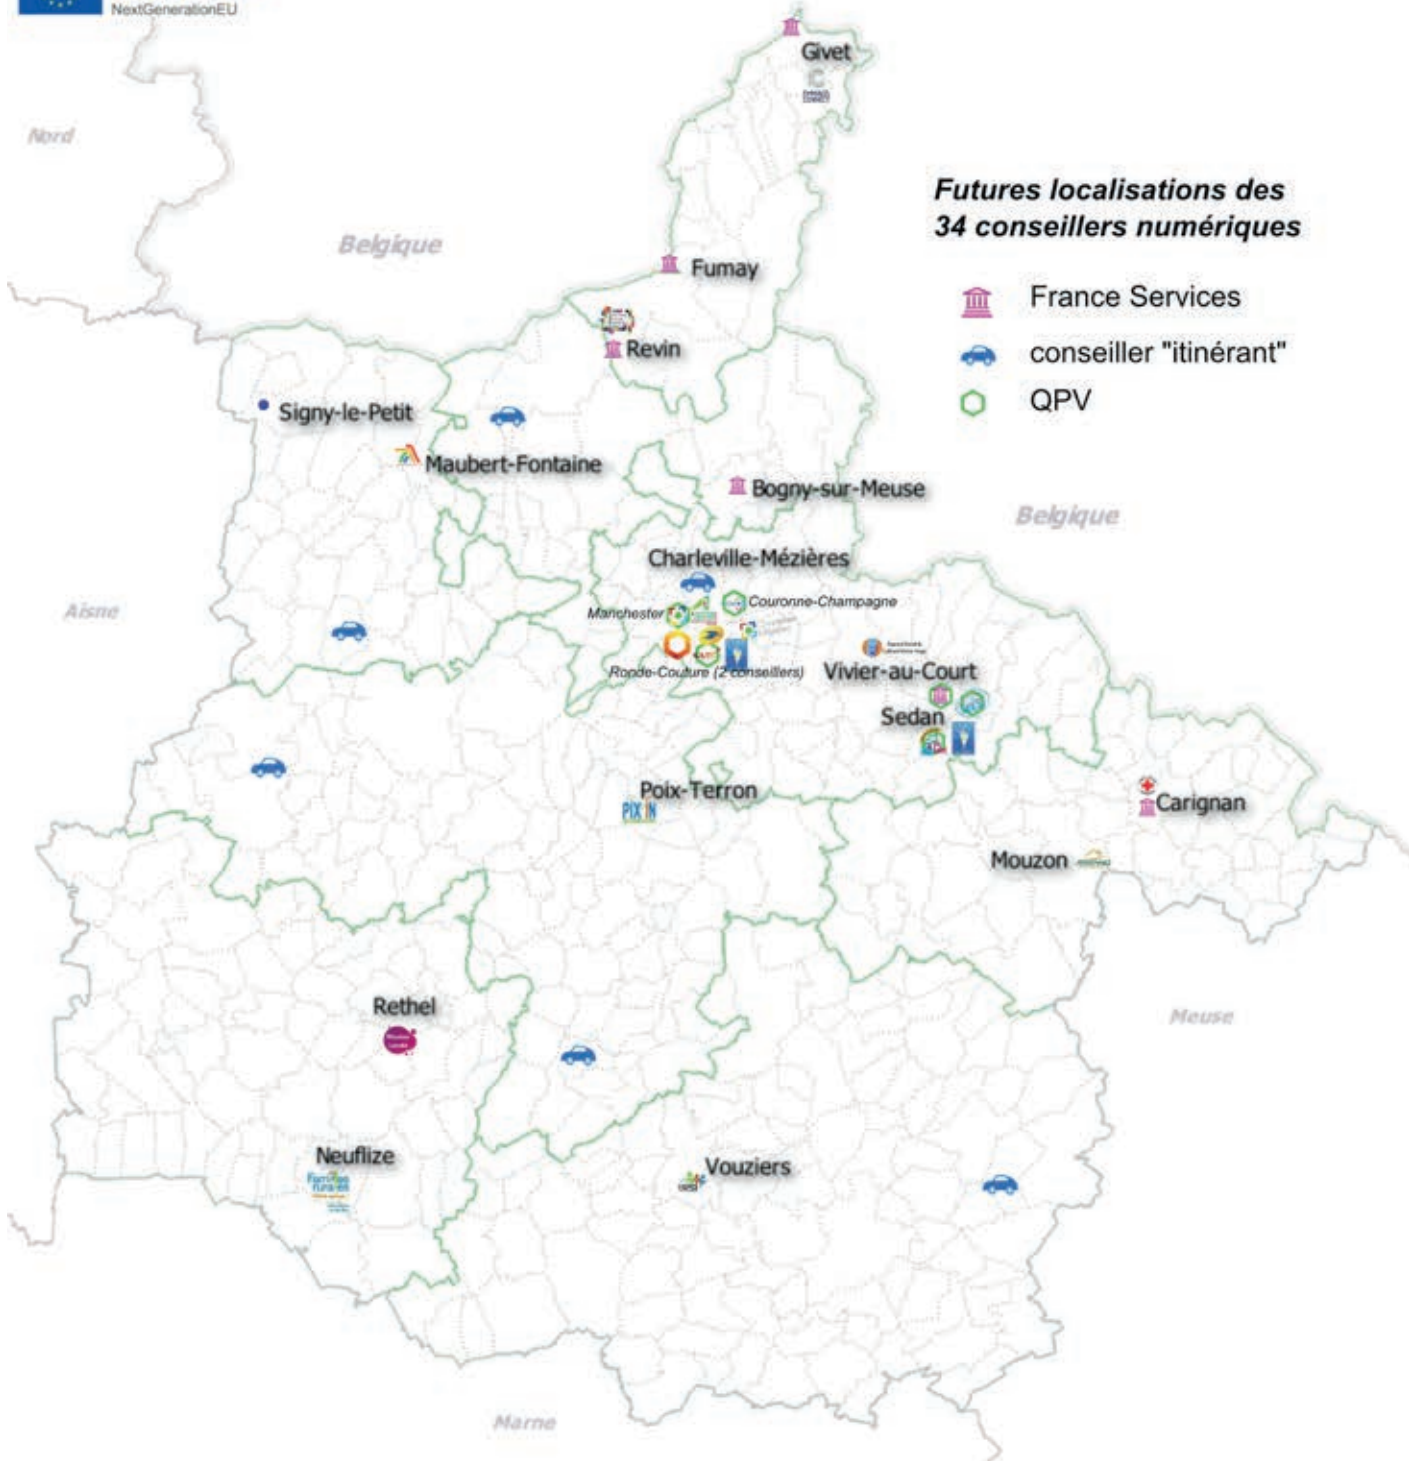 NextGenerationEU
Givet
Nord
Futures localisations des
34 conseillers numériques
Belgique
Fumay
France Services
Revin
conseiller "itinérant"
QPV
Signy-le-Petit
Maubert-Fontaine
Bogny-sur-Meuse
Belgique
Charleville-Mézières
Aisne
Manchester
Couronne-Champagne
Ronde-Couture (2 conseillers)
Vivier-au-Court
Sedan
Poix-Terron
PIX IN
Carignan
Mouzon
Rethel
Meuse
Neuflize
Familles
rurales
Vouziers
Marne